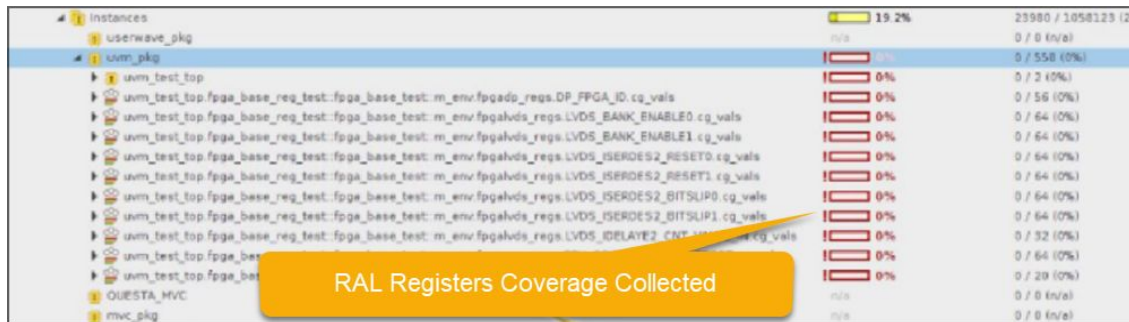 Instances 19.2% 23980 / 1058123 (2
userwave_pkg n/a 0 / 0 (n/a)
uvm_pkg 0% 0 / 558 (0%)
uvm_test_top 0% 0 / 2 (0%)
uvm_test_top.fpga_base_reg_test::fpga_base_test::m_env.fpgadp_regs.DP_FPGA_ID.cg_vals 0% 0 / 56 (0%)
uvm_test_top.fpga_base_reg_test::fpga_base_test::m_env.fpgalvds_regs.LVDS_BANK_ENABLE0.cg_vals 0% 0 / 64 (0%)
uvm_test_top.fpga_base_reg_test::fpga_base_test::m_env.fpgalvds_regs.LVDS_BANK_ENABLE1.cg_vals 0% 0 / 64 (0%)
uvm_test_top.fpga_base_reg_test::fpga_base_test::m_env.fpgalvds_regs.LVDS_ISERDES2_RESET0.cg_vals 0% 0 / 64 (0%)
uvm_test_top.fpga_base_reg_test::fpga_base_test::m_env.fpgalvds_regs.LVDS_ISERDES2_RESET1.cg_vals 0% 0 / 64 (0%)
uvm_test_top.fpga_base_reg_test::fpga_base_test::m_env.fpgalvds_regs.LVDS_ISERDES2_BITSLIP0.cg_vals 0% 0 / 64 (0%)
uvm_test_top.fpga_base_reg_test::fpga_base_test::m_env.fpgalvds_regs.LVDS_ISERDES2_BITSLIP1.cg_vals 0% 0 / 64 (0%)
uvm_test_top.fpga_base_reg_test::fpga_base_test::m_env.fpgalvds_regs.LVDS_IDELAYE2_CNT_ cg_vals 0% 0 / 32 (0%)
uvm_test_top.fpga_bas 0% 0 / 64 (0%)
uvm_test_top.fpga_bas 0% 0 / 20 (0%)
RAL Registers Coverage Collected
QUESTA_MVC n/a 0 / 0 (n/a)
mvc_pkg n/a 0 / 0 (n/a)